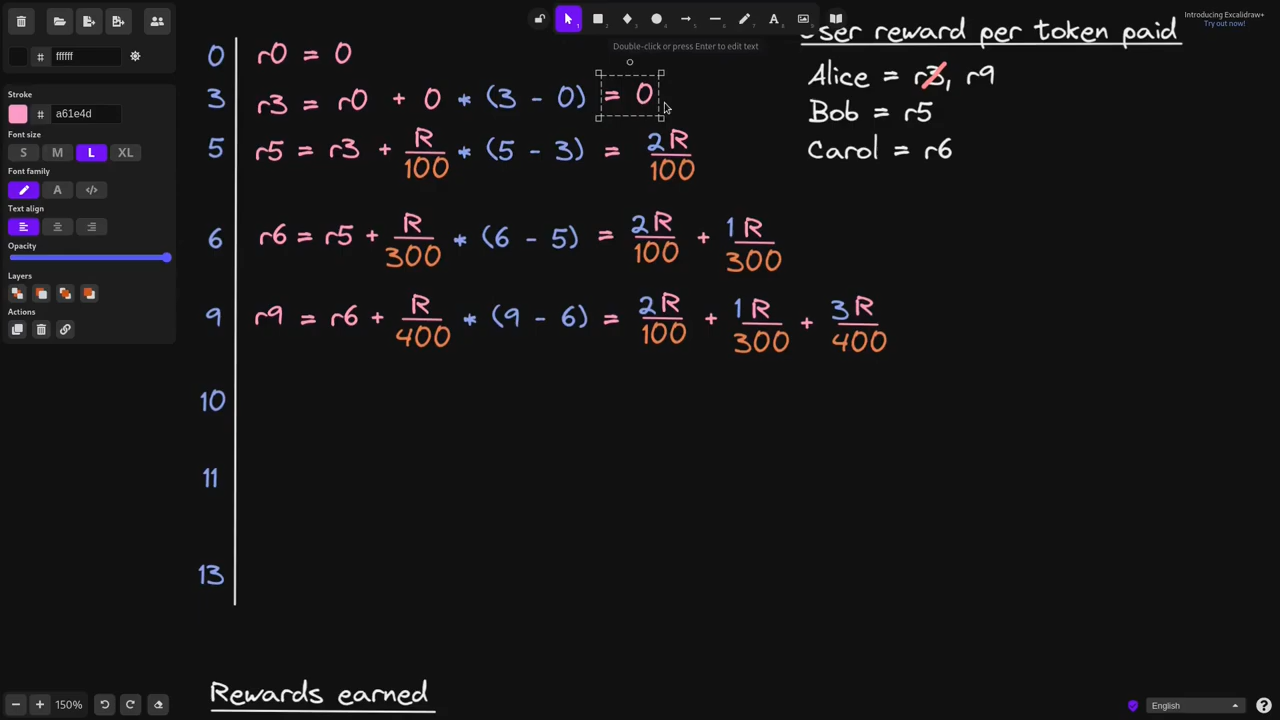 # ffffff
Introducing Excalidraw+
Try out now!
Double-click or press Enter to edit text
Stroke
# a61e4d
Font size
S M L XL
Font family
A </>
Text align
Opacity
Layers
Actions
User reward per token paid
Alice = r3, r9
Bob = r5
Carol = r6
0 r0 = 0
3 r3 = r0 + 0 * (3 - 0) = 0
5 r5 = r3 + R/100 * (5 - 3) = 2R/100
6 r6 = r5 + R/300 * (6 - 5) = 2R/100 + 1R/300
9 r9 = r6 + R/400 * (9 - 6) = 2R/100 + 1R/300 + 3R/400
10
11
13
Rewards earned
- + 150%
English